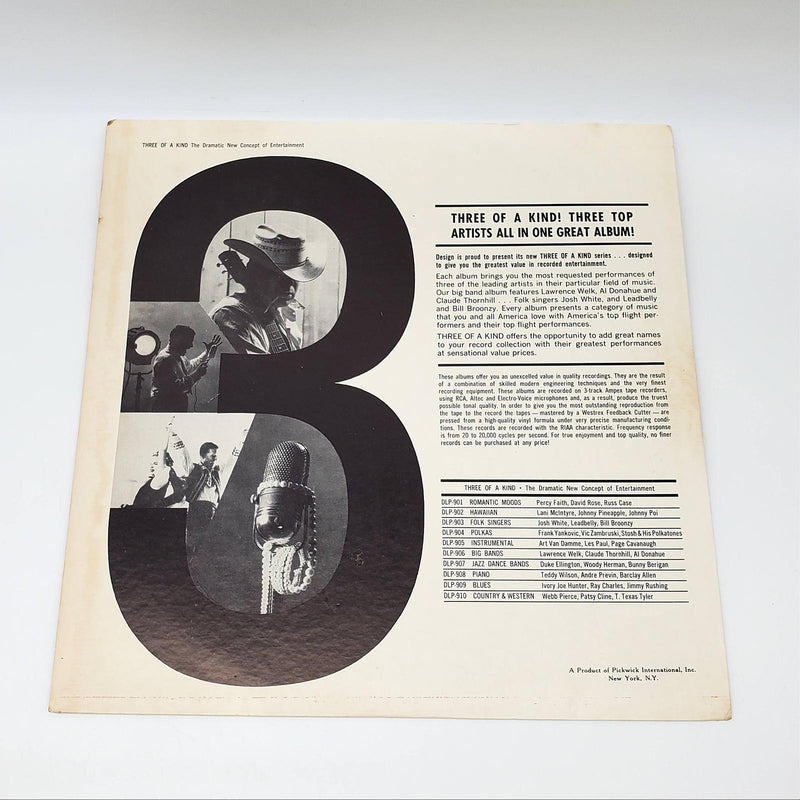 THREE OF A KIND The Dramatic New Concept of Entertainment
3
THREE OF A KIND! THREE TOP
ARTISTS ALL IN ONE GREAT ALBUM!
Design is proud to present its new THREE OF A KIND series . . . designed
to give you the greatest value in recorded entertainment.
Each album brings you the most requested performances of
three of the leading artists in their particular field of music.
Our big band album features Lawrence Welk, Al Donahue and
Claude Thornhill . . . Folk singers Josh White, and Leadbelly
and Bill Broonzy. Every album presents a category of music
that you and all America love with America's top flight per-
formers and their top flight performances.
THREE OF A KIND offers the opportunity to add great names
to your record collection with their greatest performances
at sensational value prices.
These albums offer you an unexcelled value in quality recordings. They are the result
of a combination of skilled modern engineering techniques and the very finest
recording equipment. These albums are recorded on 3-track Ampex tape recorders,
using RCA, Altec and Electro-Voice microphones and, as a result, produce the truest
possible tonal quality. In order to give you the most outstanding reproduction from
the tape to the record the tapes — mastered by a Westrex Feedback Cutter — are
pressed from a high-quality vinyl formula under very precise manufacturing condi-
tions. These records are recorded with the RIAA characteristic. Frequency response
is from 20 to 20,000 cycles per second. For true enjoyment and top quality, no finer
records can be purchased at any price!
THREE OF A KIND • The Dramatic New Concept of Entertainment
DLP-901 ROMANTIC MOODS Percy Faith, David Rose, Russ Case
DLP-902 HAWAIIAN Lani McIntyre, Johnny Pineapple, Johnny Poi
DLP-903 FOLK SINGERS Josh White, Leadbelly, Bill Broonzy
DLP-904 POLKAS Frank Yankovic, Vic Zambruski, Stosh & His Polkatones
DLP-905 INSTRUMENTAL Art Van Damme, Les Paul, Page Cavanaugh
DLP-906 BIG BANDS Lawrence Welk, Claude Thornhill, Al Donahue
DLP-907 JAZZ DANCE BANDS Duke Ellington, Woody Herman, Bunny Berigan
DLP-908 PIANO Teddy Wilson, Andre Previn, Barclay Allen
DLP-909 BLUES Ivory Joe Hunter, Ray Charles, Jimmy Rushing
DLP-910 COUNTRY & WESTERN Webb Pierce, Patsy Cline, T. Texas Tyler
A Product of Pickwick International, Inc.
New York, N.Y.